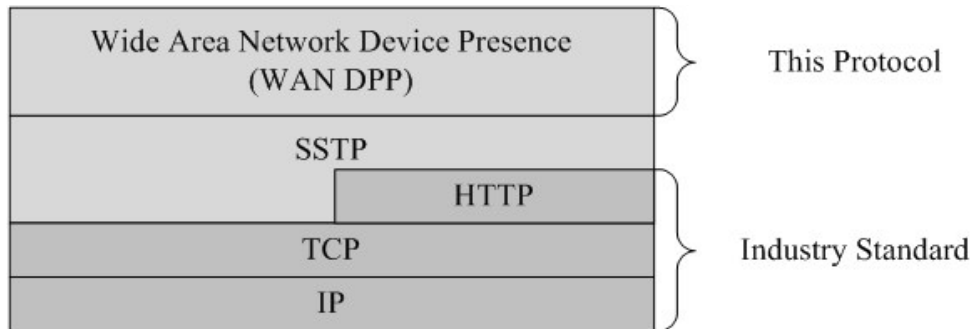 Wide Area Network Device Presence
(WAN DPP)
This Protocol
SSTP
HTTP
TCP
Industry Standard
IP